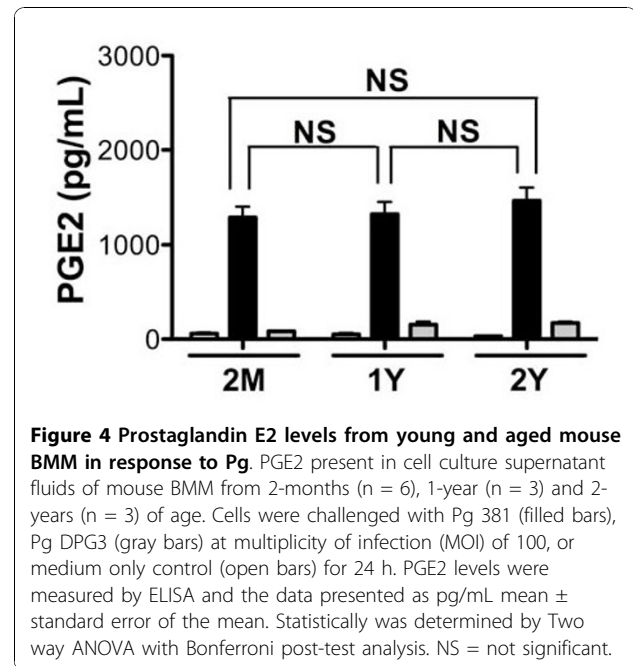 3000
NS
2000
NS NS
1000
0
PGE2 (pg/mL)
2M 1Y 2Y
Figure 4 Prostaglandin E2 levels from young and aged mouse
BMM in response to Pg. PGE2 present in cell culture supernatant
fluids of mouse BMM from 2-months (n = 6), 1-year (n = 3) and 2-
years (n = 3) of age. Cells were challenged with Pg 381 (filled bars),
Pg DPG3 (gray bars) at multiplicity of infection (MOI) of 100, or
medium only control (open bars) for 24 h. PGE2 levels were
measured by ELISA and the data presented as pg/mL mean ±
standard error of the mean. Statistically was determined by Two
way ANOVA with Bonferroni post-test analysis. NS = not significant.